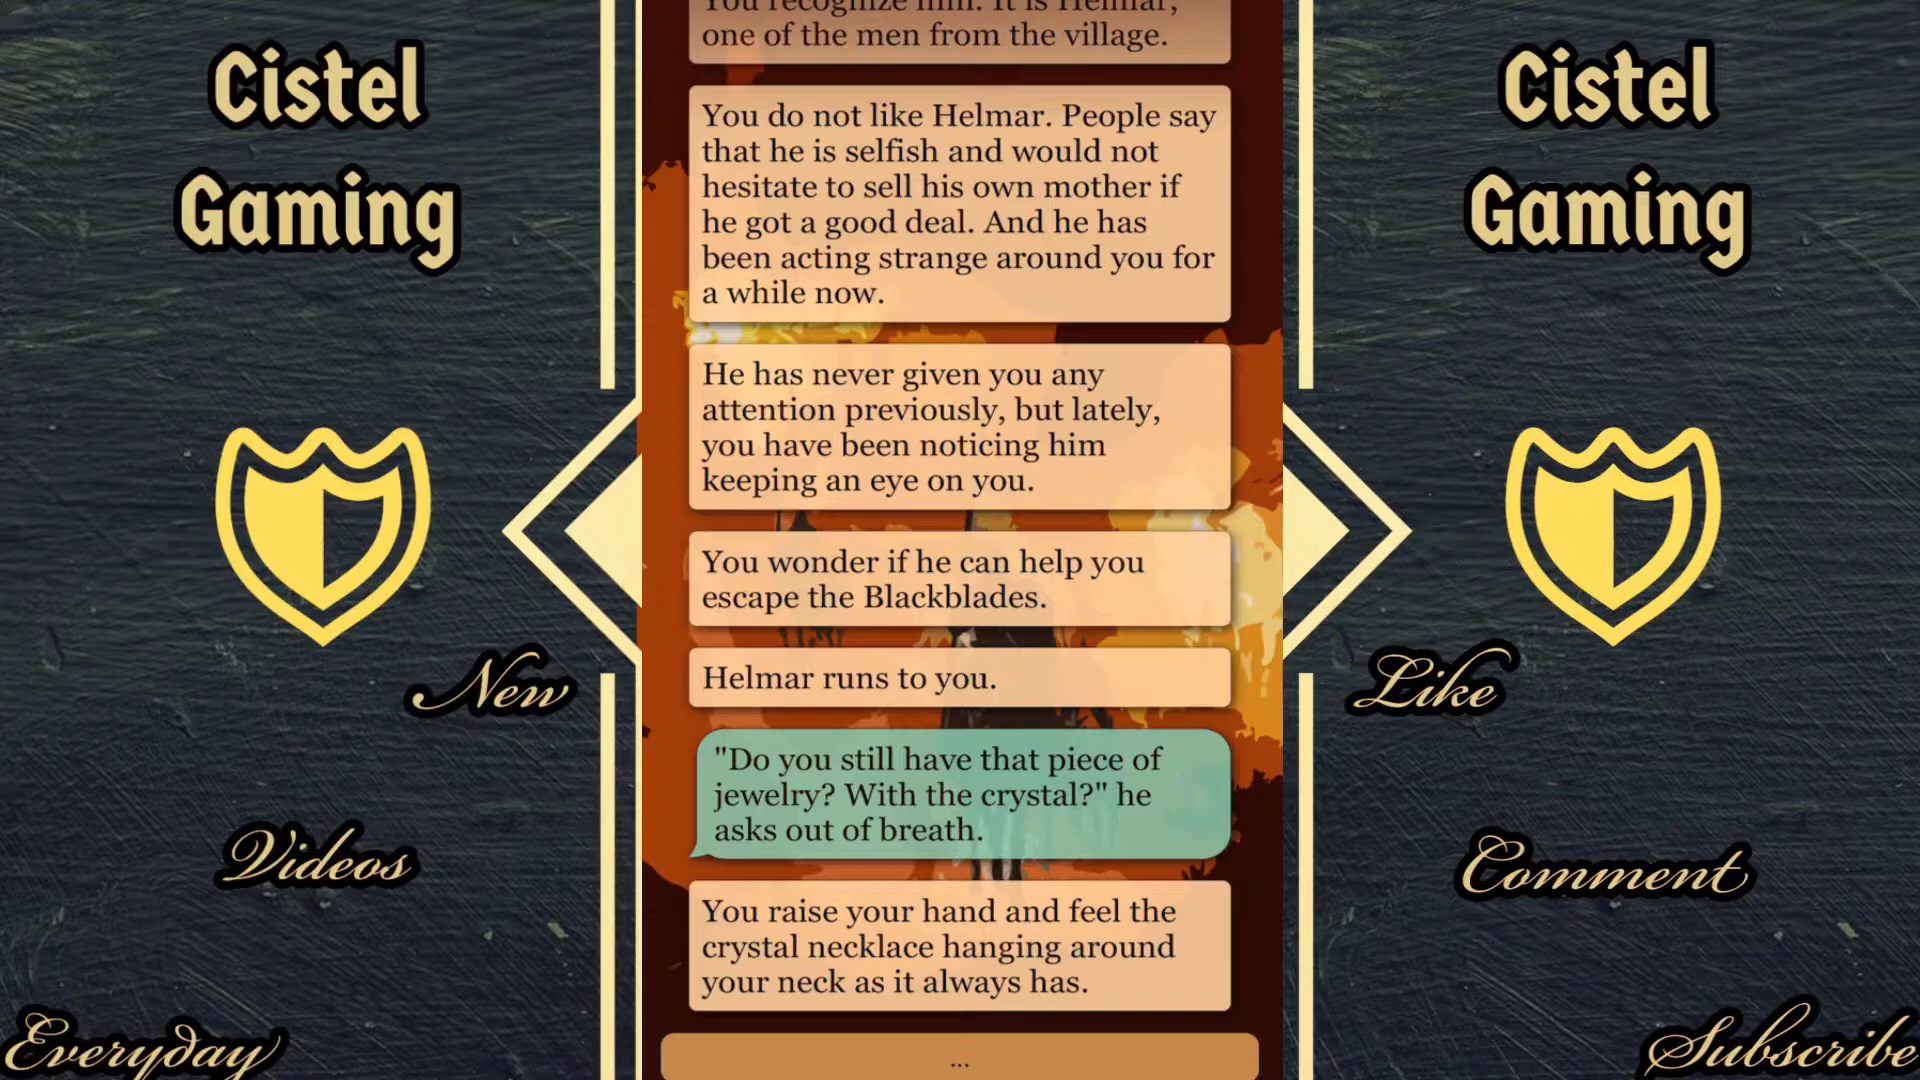 Cistel
Gaming
New
Videos
Everyday
You recognize him. It is Helmar,
one of the men from the village.
You do not like Helmar. People say
that he is selfish and would not
hesitate to sell his own mother if
he got a good deal. And he has
been acting strange around you for
a while now.
He has never given you any
attention previously, but lately,
you have been noticing him
keeping an eye on you.
You wonder if he can help you
escape the Blackblades.
Helmar runs to you.
"Do you still have that piece of
jewelry? With the crystal?" he
asks out of breath.
You raise your hand and feel the
crystal necklace hanging around
your neck as it always has.
...
Cistel
Gaming
Like
Comment
Subscribe